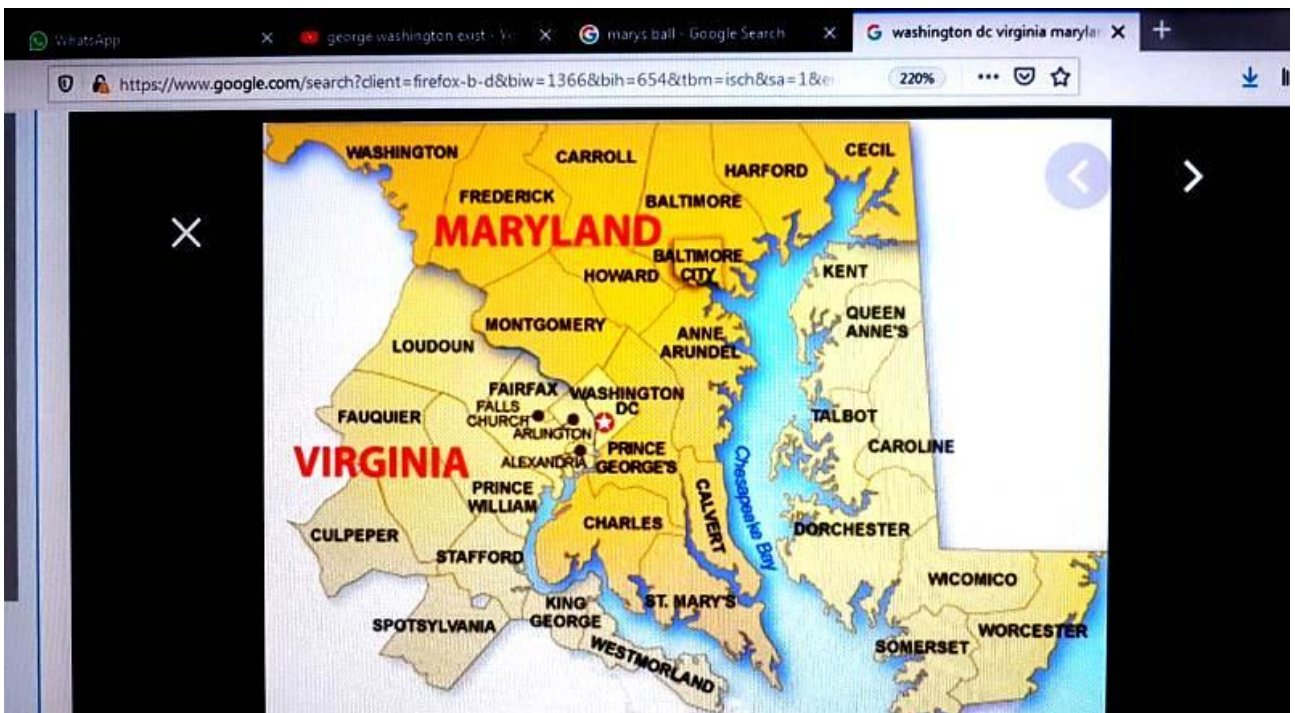 WhatsApp
george washington exist - Yo
marys ball - Google Search
washington dc virginia marylan
https://www.google.com/search?client=firefox-b-d&biw=1366&bih=654&tbm=isch&sa=1&e
220%
WASHINGTON
CARROLL
CECIL
HARFORD
FREDERICK
BALTIMORE
MARYLAND
BALTIMORE
CITY
HOWARD
KENT
QUEEN
ANNE'S
MONTGOMERY
ANNE
ARUNDEL
LOUDOUN
FAIRFAX
WASHINGTON
DC
FALLS
CHURCH
ARLINGTON
FAUQUIER
TALBOT
CAROLINE
VIRGINIA
ALEXANDRIA
PRINCE
GEORGE'S
Chesapeake Bay
PRINCE
WILLIAM
CALVERT
CHARLES
CULPEPER
DORCHESTER
STAFFORD
WICOMICO
KING
GEORGE
ST. MARY'S
SPOTSYLVANIA
WORCESTER
SOMERSET
WESTMORLAND